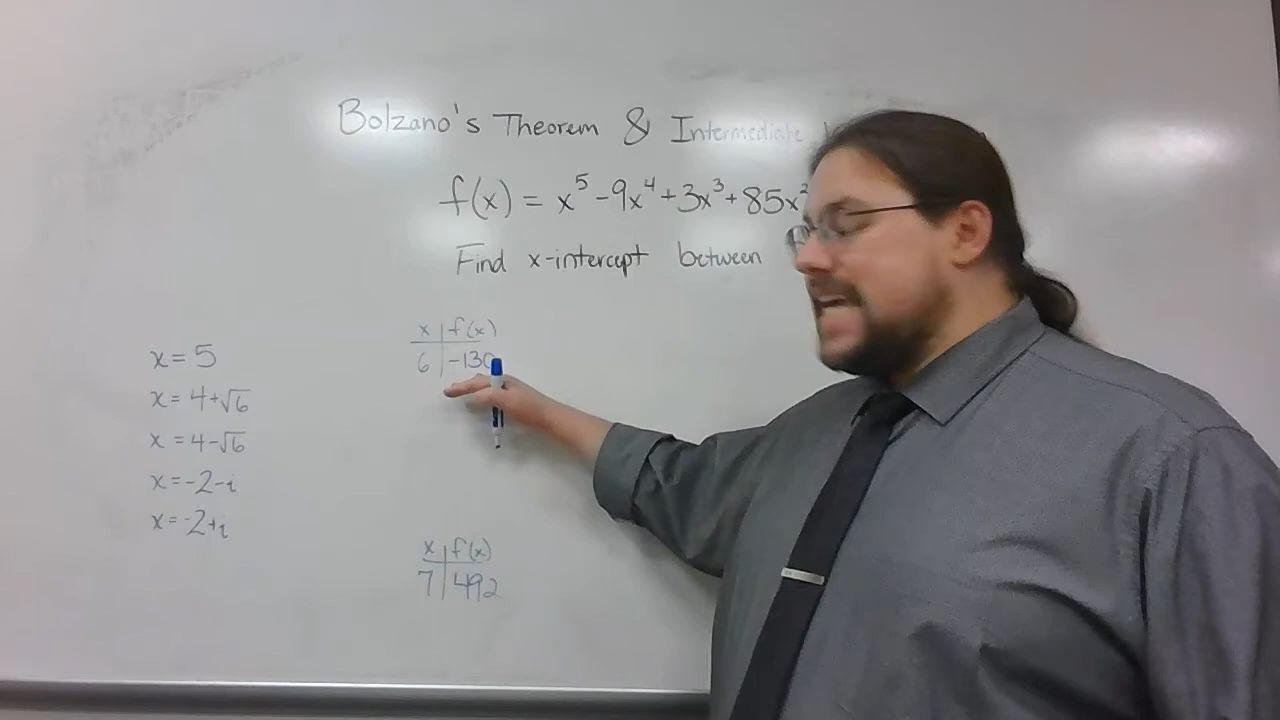 Bolzano's Theorem & Intermediate
f(x) = x⁵ - 9x⁴ + 3x³ + 85x²
Find x-intercept between
x | f(x)
6 | -130
x = 5
x = 4+√6
x = 4-√6
x = -2-i
x = -2+i
x | f(x)
7 | 492